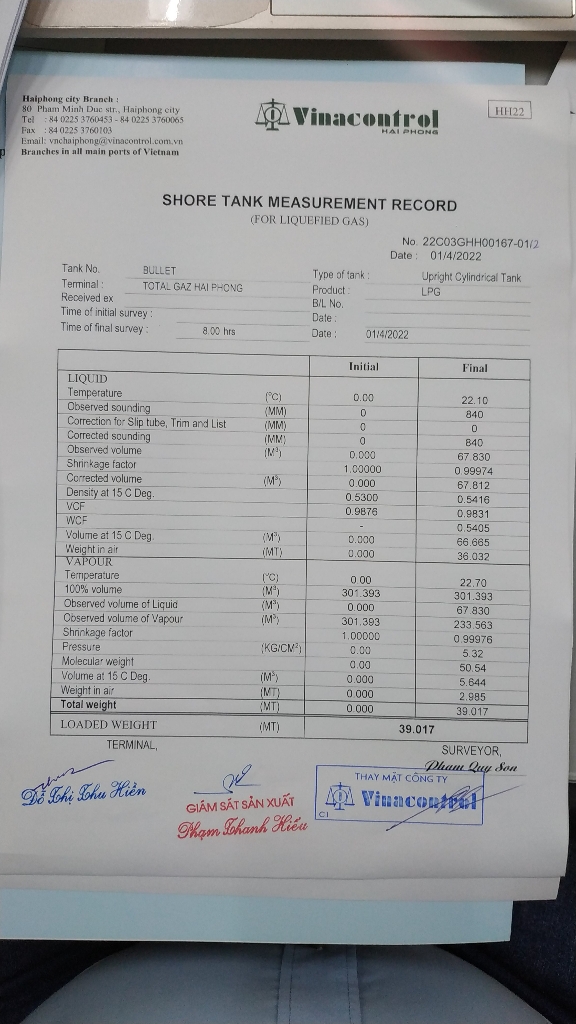 Haiphong city Branch :
80 Pham Minh Duc str., Haiphong city
Tel : 84 0225 3760453 - 84 0225 3760065
Fax : 84 0225 3760103
Email: vnchaiphong@vinacontrol.com.vn
Branches in all main ports of Vietnam
Vinacontrol
HAI PHONG
HH22
SHORE TANK MEASUREMENT RECORD
(FOR LIQUEFIED GAS)
No. 22C03GHH00167-01/2
Date : 01/4/2022
Tank No. BULLET Type of tank : Upright Cylindrical Tank
Terminal : TOTAL GAZ HAI PHONG Product : LPG
Received ex B/L No.
Time of initial survey : Date :
Time of final survey : 8.00 hrs Date : 01/4/2022
Initial Final
LIQUID
Temperature (°C) 0.00 22.10
Observed sounding (MM) 0 840
Correction for Slip tube, Trim and List (MM) 0 0
Corrected sounding (MM) 0 840
Observed volume (M³) 0.000 67.830
Shrinkage factor 1.00000 0.99974
Corrected volume (M³) 0.000 67.812
Density at 15 C Deg. 0.5300 0.5416
VCF 0.9876 0.9831
WCF - 0.5405
Volume at 15 C Deg. (M³) 0.000 66.665
Weight in air (MT) 0.000 36.032
VAPOUR
Temperature (°C) 0.00 22.70
100% volume (M³) 301.393 301.393
Observed volume of Liquid (M³) 0.000 67.830
Observed volume of Vapour (M³) 301.393 233.563
Shrinkage factor 1.00000 0.99976
Pressure (KG/CM²) 0.00 5.32
Molecular weight 0.00 50.54
Volume at 15 C Deg. (M³) 0.000 5.644
Weight in air (MT) 0.000 2.985
Total weight (MT) 0.000 39.017
LOADED WEIGHT (MT) 39.017
TERMINAL, SURVEYOR,
Pham Quy Son
Đỗ Thị Thu Hiền
GIÁM SÁT SẢN XUẤT
Phạm Thanh Hiếu
THAY MẶT CÔNG TY
Vinacontrol
C1